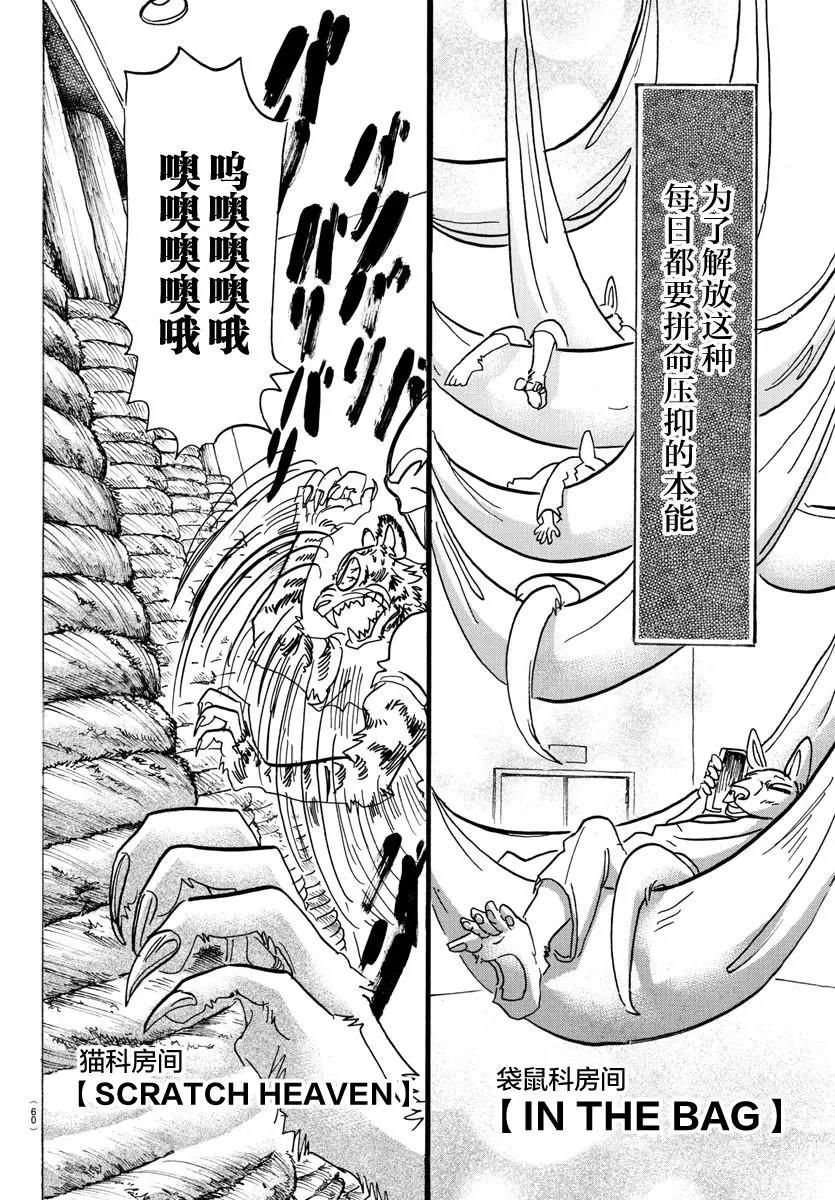 为了解放这种
每日都要拼命压抑的本能
袋鼠科房间
【 IN THE BAG 】
呜噢噢噢哦
噢噢噢噢哦
猫科房间
【 SCRATCH HEAVEN】
（60）